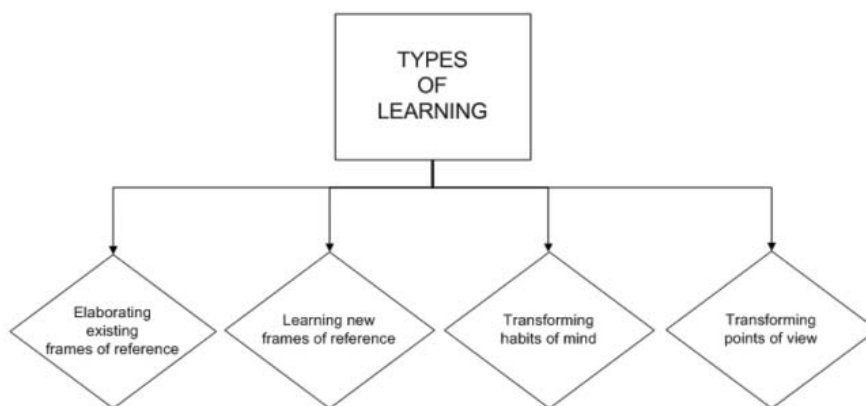 TYPES
OF
LEARNING
Elaborating
existing
frames of reference
Learning new
frames of reference
Transforming
habits of mind
Transforming
points of view